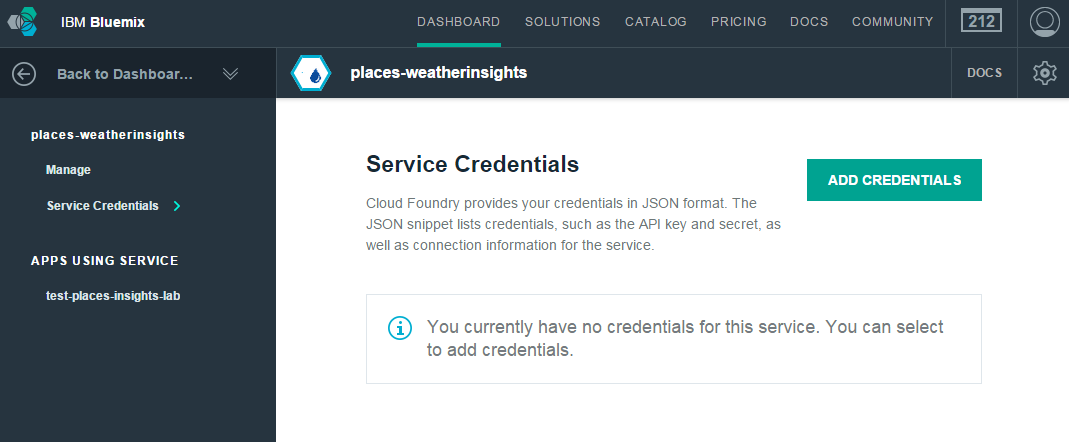 IBM Bluemix
DASHBOARD SOLUTIONS CATALOG PRICING DOCS COMMUNITY 212
Back to Dashboar...
places-weatherinsights
DOCS
places-weatherinsights
Manage
Service Credentials
APPS USING SERVICE
test-places-insights-lab
Service Credentials
ADD CREDENTIALS
Cloud Foundry provides your credentials in JSON format. The
JSON snippet lists credentials, such as the API key and secret, as
well as connection information for the service.
You currently have no credentials for this service. You can select
to add credentials.